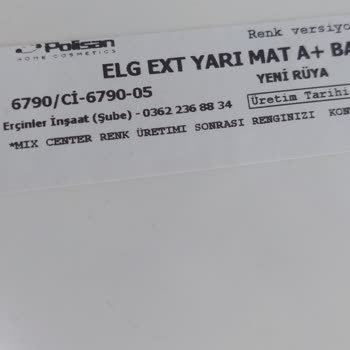 Polisan
HOME COSMETICS
Renk versiyo
ELG EXT YARI MAT A+ BA
YENİ RÜYA
6790/Cİ-6790-05
Üretim Tarihi
Erçinler İnşaat (Şube) - 0362 236 88 34
*MIX CENTER RENK ÜRETIMI SONRASI RENGINIZI KON